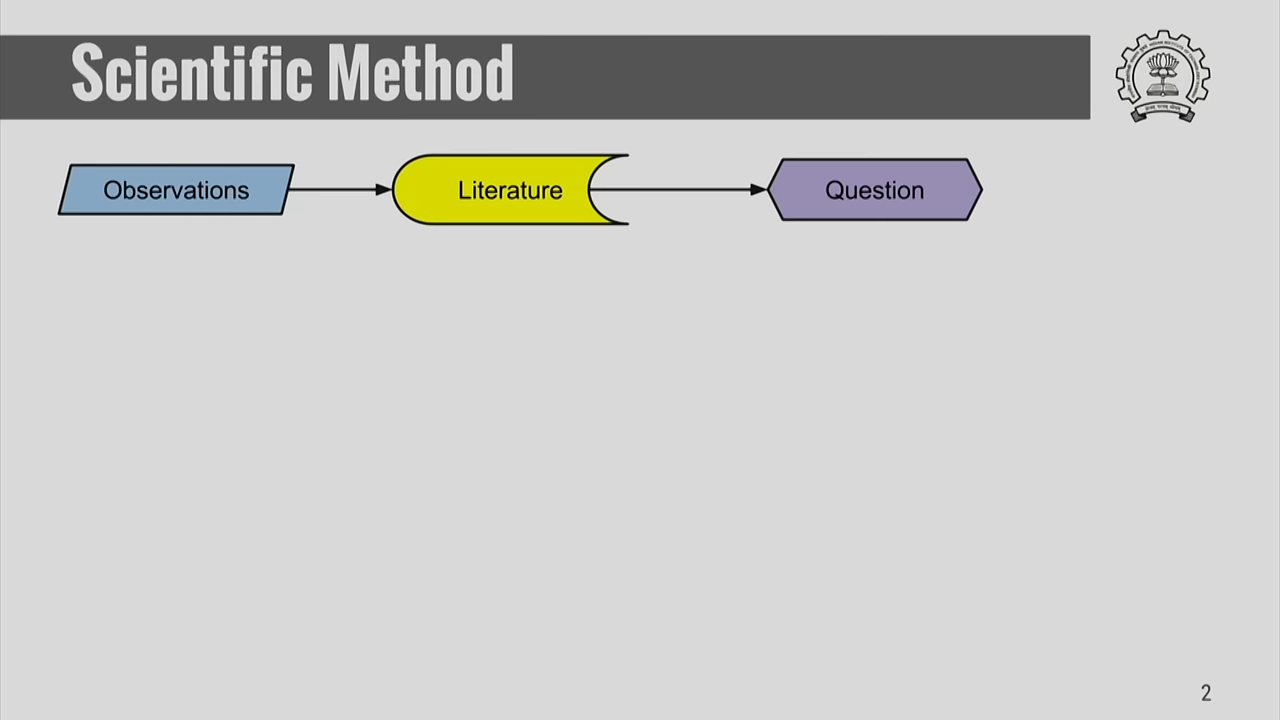 Scientific Method
Observations
Literature
Question
2